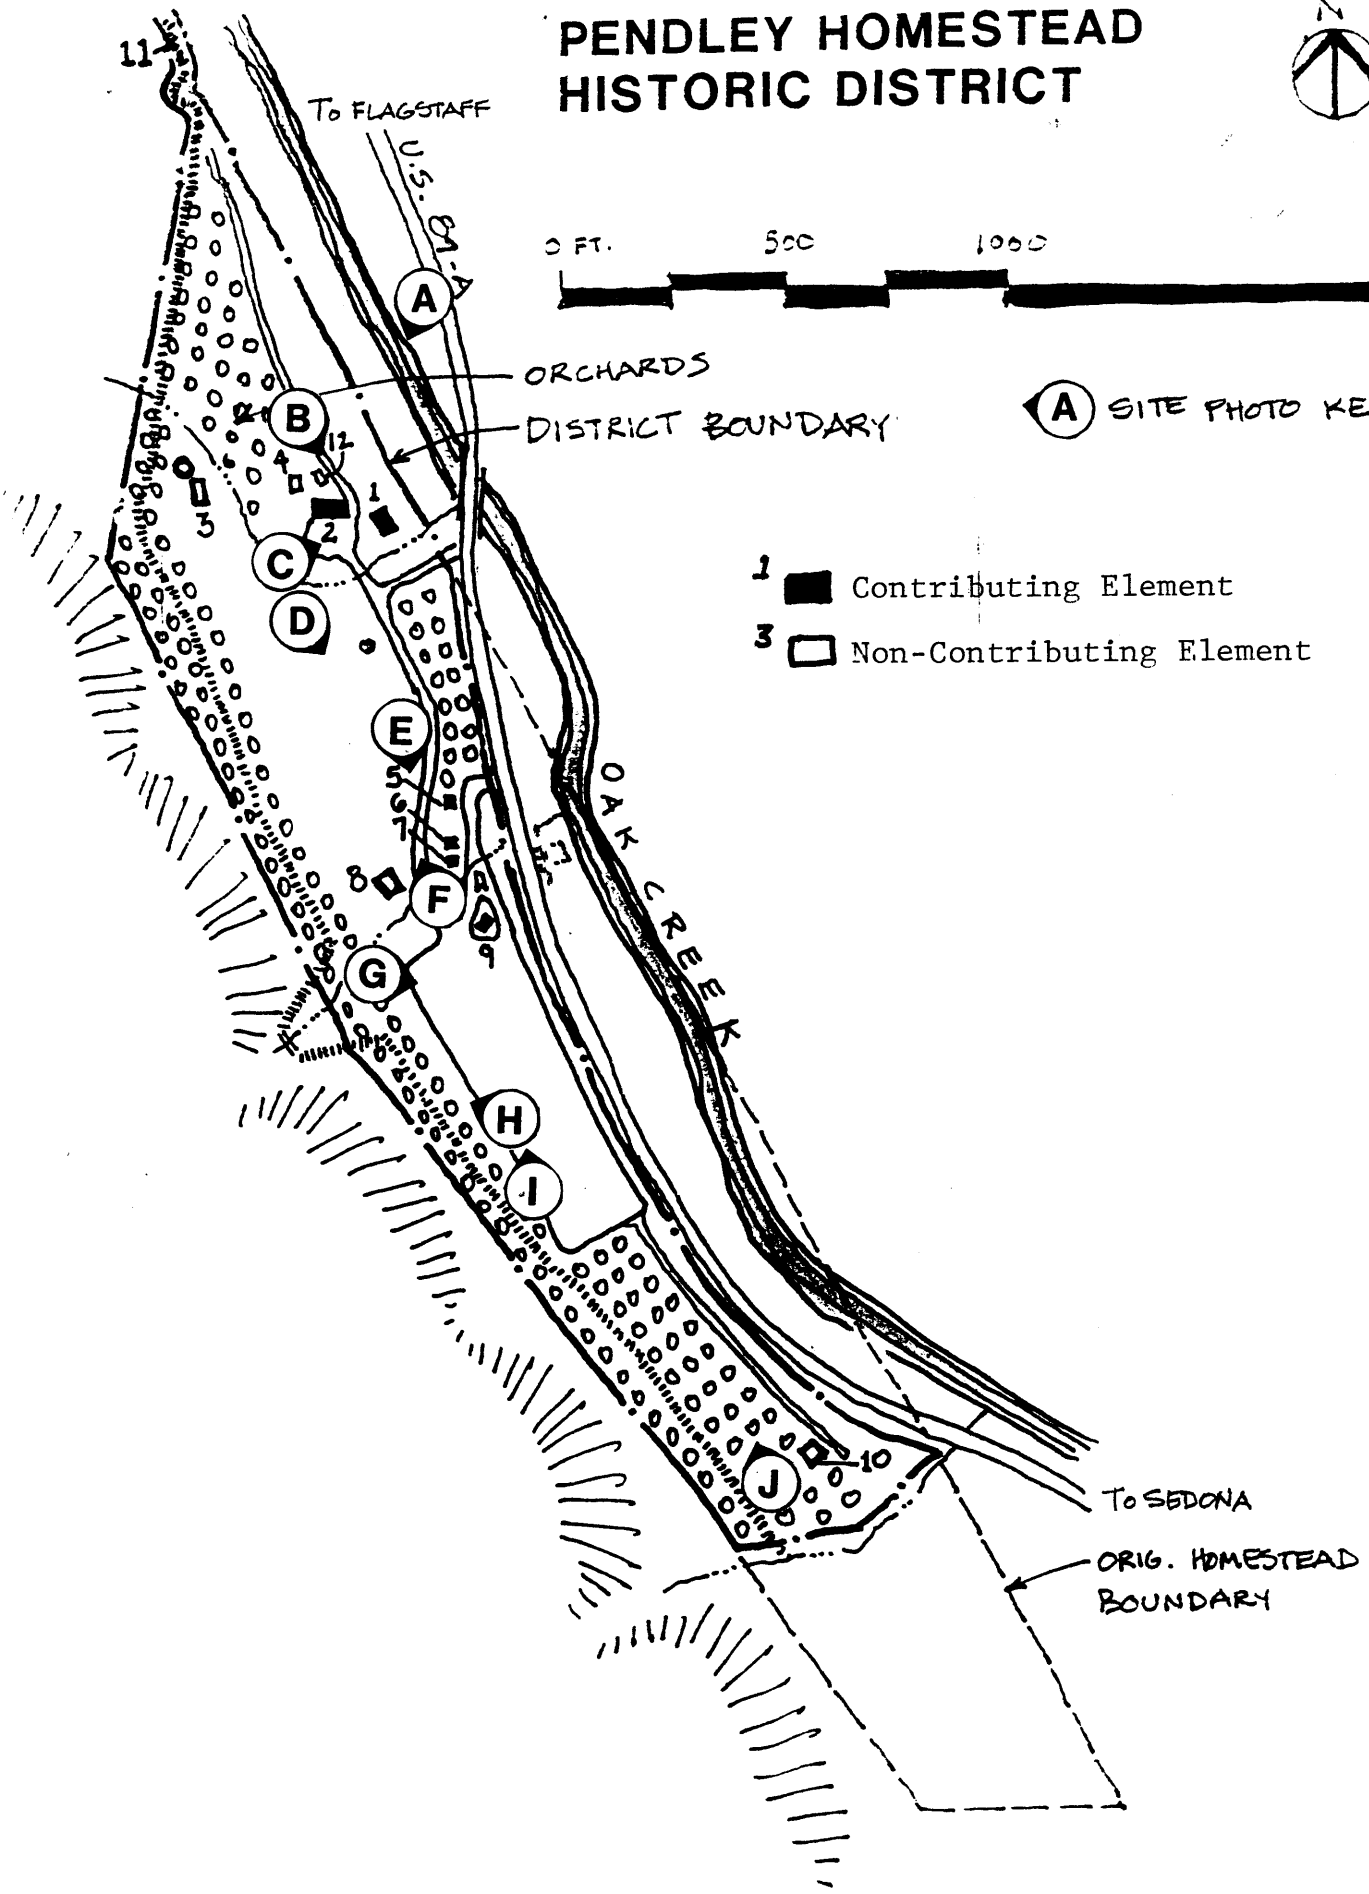 PENDLEY HOMESTEAD
HISTORIC DISTRICT
N
11
TO FLAGSTAFF
U.S. 89-A
0 FT. 500 1000
A
ORCHARDS
DISTRICT BOUNDARY
A SITE PHOTO KE
B
12
4
1
3
2
C
D
1 Contributing Element
3 Non-Contributing Element
E
5
6
7
8
F
9
G
OAK CREEK
H
I
J
10
TO SEDONA
ORIG. HOMESTEAD
BOUNDARY